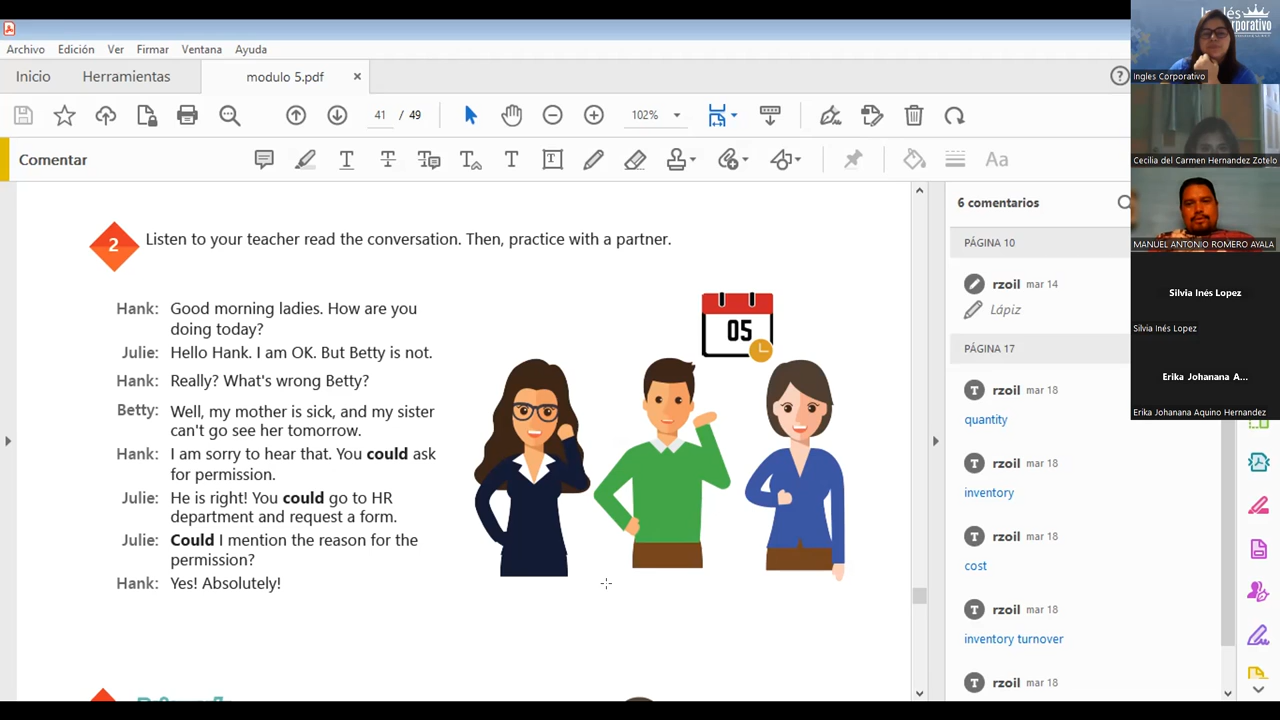 Archivo Edición Ver Firmar Ventana Ayuda
Inicio Herramientas modulo 5.pdf ×
41 / 49 102%
Comentar
2 Listen to your teacher read the conversation. Then, practice with a partner.
Hank: Good morning ladies. How are you
doing today?
Julie: Hello Hank. I am OK. But Betty is not.
Hank: Really? What's wrong Betty?
Betty: Well, my mother is sick, and my sister
can't go see her tomorrow.
Hank: I am sorry to hear that. You could ask
for permission.
Julie: He is right! You could go to HR
department and request a form.
Julie: Could I mention the reason for the
permission?
Hank: Yes! Absolutely!
05
6 comentarios
PÁGINA 10
rzoil mar 14
Lápiz
PÁGINA 17
rzoil mar 18
quantity
rzoil mar 18
inventory
rzoil mar 18
cost
rzoil mar 18
inventory turnover
rzoil mar 18
Ingles Corporativo
Cecilia del Carmen Hernandez Zotelo
MANUEL ANTONIO ROMERO AYALA
Silvia Inés Lopez
Silvia Inés Lopez
Erika Johanana A...
Erika Johanana Aquino Hernandez